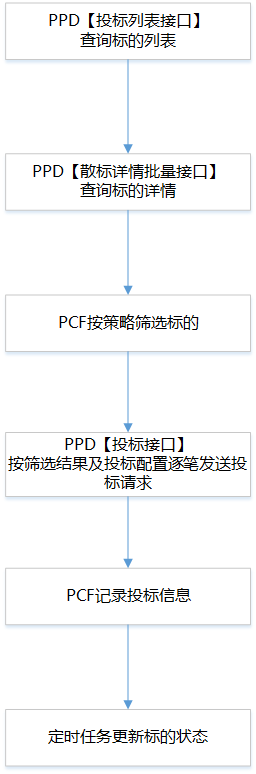 PPD【投标列表接口】
查询标的列表
PPD【散标详情批量接口】
查询标的详情
PCF按策略筛选标的
PPD【投标接口】
按筛选结果及投标配置逐笔发送投
标请求
PCF记录投标信息
定时任务更新标的状态